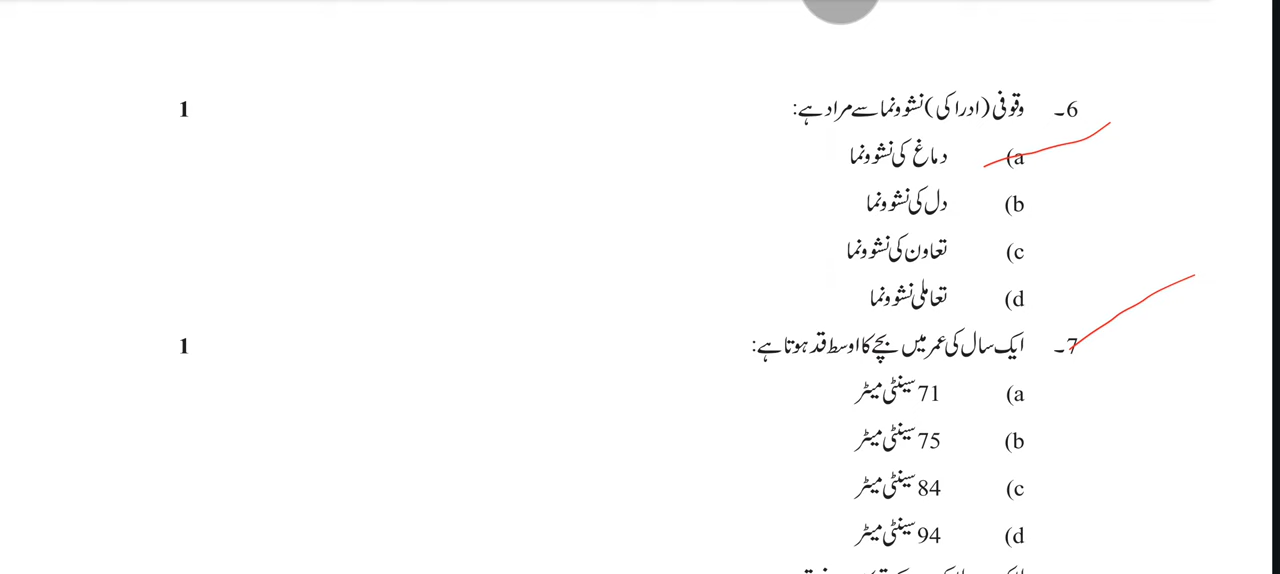 6۔ وقوفی (ادراکی) نشوونما سے مراد ہے: 1
(a دماغ کی نشوونما
(b دل کی نشوونما
(c تعاون کی نشوونما
(d تعاملی نشوونما
7۔ ایک سال کی عمر میں بچے کا اوسط قد ہوتا ہے: 1
(a 71 سینٹی میٹر
(b 75 سینٹی میٹر
(c 84 سینٹی میٹر
(d 94 سینٹی میٹر